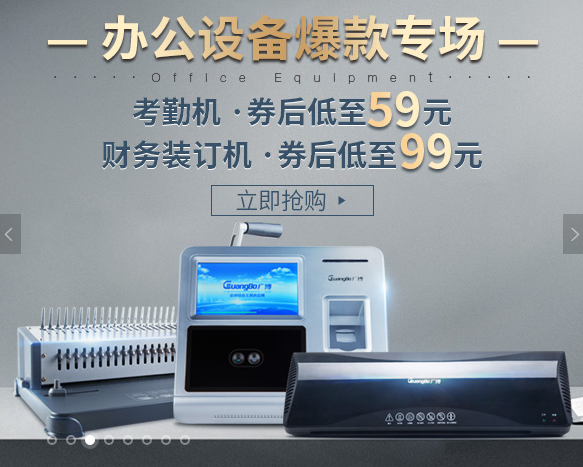 办公设备爆款专场
Office Equipment
考勤机·券后低至59元
财务装订机·券后低至99元
立即抢购
GuangBo广博
GuangBo广博